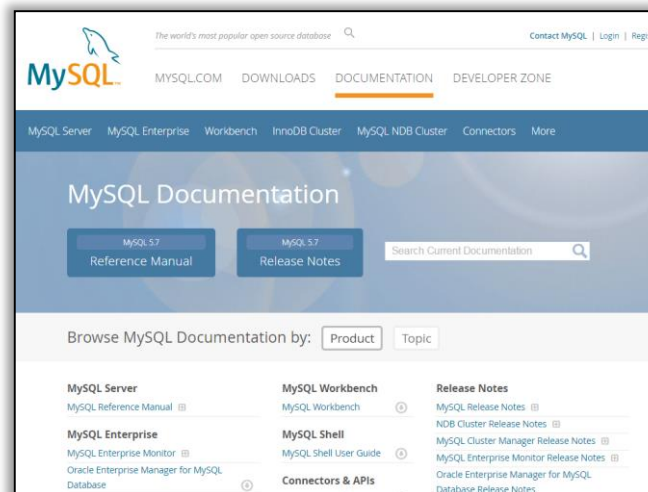 The world's most popular open source database
Contact MySQL | Login |
MySQL
MYSQL.COM DOWNLOADS DOCUMENTATION DEVELOPER ZONE
MySQL Server MySQL Enterprise Workbench InnoDB Cluster MySQL NDB Cluster Connectors More
MySQL Documentation
MySQL 5.7
Reference Manual
MySQL 5.7
Release Notes
Search Current Documentation
Browse MySQL Documentation by: Product Topic
MySQL Server
MySQL Reference Manual
MySQL Enterprise
MySQL Enterprise Monitor
Oracle Enterprise Manager for MySQL
Database
MySQL Workbench
MySQL Workbench
MySQL Shell
MySQL Shell User Guide
Connectors & APIs
Release Notes
MySQL Release Notes
NDB Cluster Release Notes
MySQL Cluster Manager Release Notes
MySQL Enterprise Monitor Release Notes
Oracle Enterprise Manager for MySQL
Database Release Notes